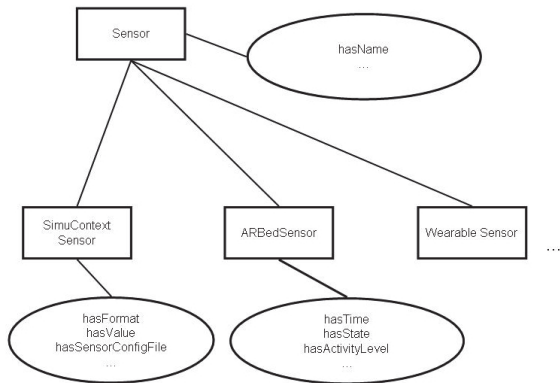 Sensor
hasName
...
SimuContext
Sensor
ARBedSensor
Wearable Sensor
...
hasFormat
hasValue
hasSensorConfigFile
...
hasTime
hasState
hasActivityLevel
...